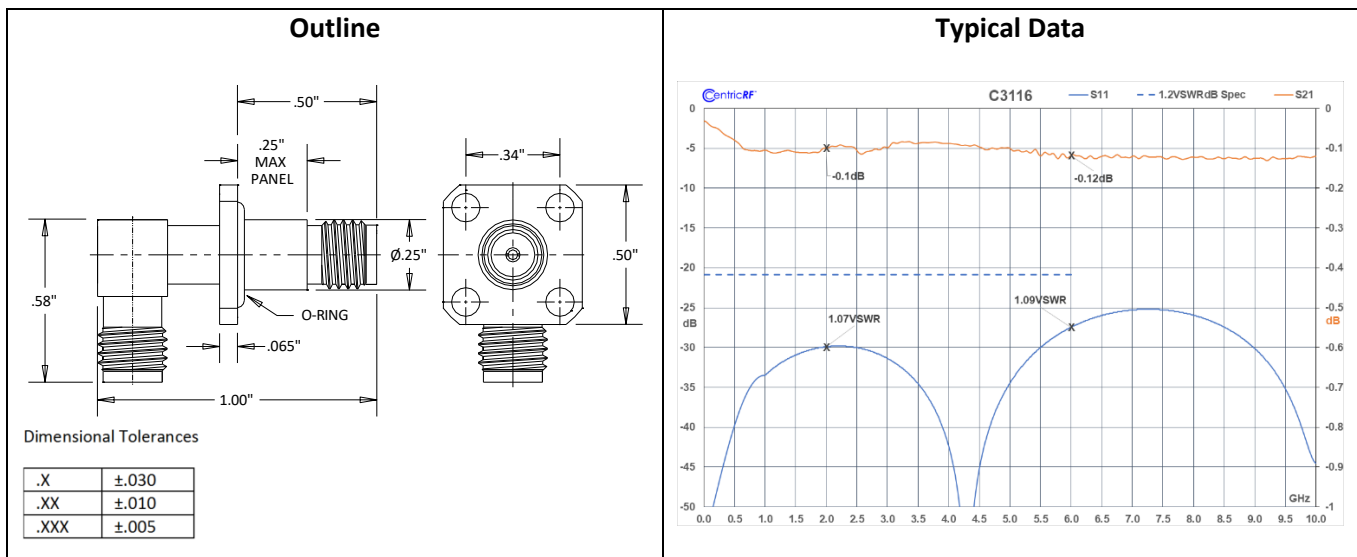 Outline
.50"
.25"
MAX
PANEL
.58"
Ø.25"
O-RING
.065"
1.00"
.34"
.50"
Dimensional Tolerances
.X ±.030
.XX ±.010
.XXX ±.005
Typical Data
CentricRF™ C3116 S11 1.2VSWRdB Spec S21
0 0
-5 -0.1
-10 -0.2
-15 -0.3
-20 -0.4
-25 -0.5
dB dB
-30 -0.6
-35 -0.7
-40 -0.8
-45 -0.9
-50 -1
X -0.1dB
X -0.12dB
X 1.07VSWR
X 1.09VSWR
GHz
0.0 0.5 1.0 1.5 2.0 2.5 3.0 3.5 4.0 4.5 5.0 5.5 6.0 6.5 7.0 7.5 8.0 8.5 9.0 9.5 10.0